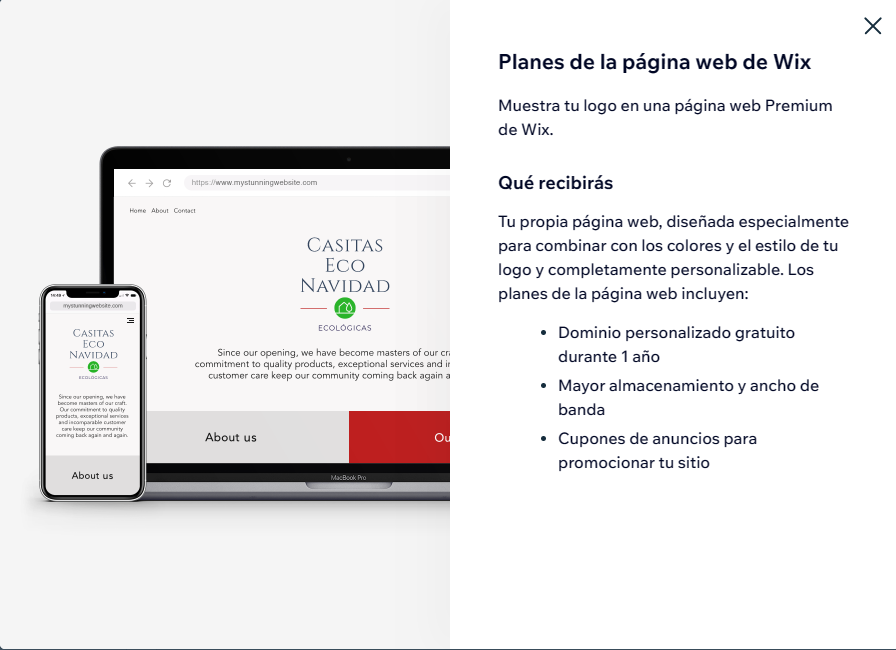 Planes de la página web de Wix
Muestra tu logo en una página web Premium
de Wix.
Qué recibirás
Tu propia página web, diseñada especialmente
para combinar con los colores y el estilo de tu
logo y completamente personalizable. Los
planes de la página web incluyen:
Dominio personalizado gratuito
durante 1 año
Mayor almacenamiento y ancho de
banda
Cupones de anuncios para
promocionar tu sitio
https://www.mystunningwebsite.com
Home About Contact
CASITAS
ECO
NAVIDAD
ECOLÓGICAS
Since our opening, we have become masters of our
commitment to quality products, exceptional services and
customer care keep our community coming back again
About us
MacBook Pro
mystunningwebsite.com
CASITAS
ECO
NAVIDAD
ECOLÓGICAS
Since our opening, we have
become masters of our craft.
Our commitment to quality
products, exceptional services
and incomparable customer
care keep our community
coming back again and again.
About us